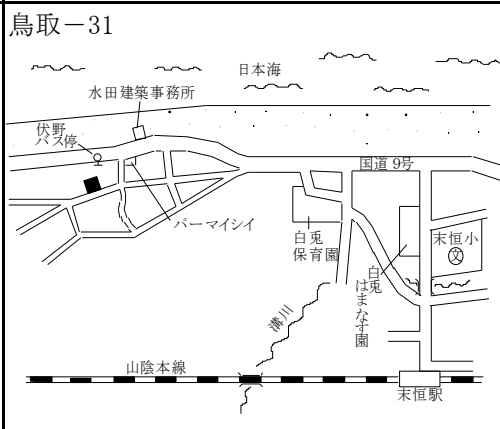 鳥取－31
日本海
水田建築事務所
伏野
バス停
国道 9号
パーマイシイ
白兎
保育園
末恒小
文
白兎
はまなす園
溝川
山陰本線
末恒駅